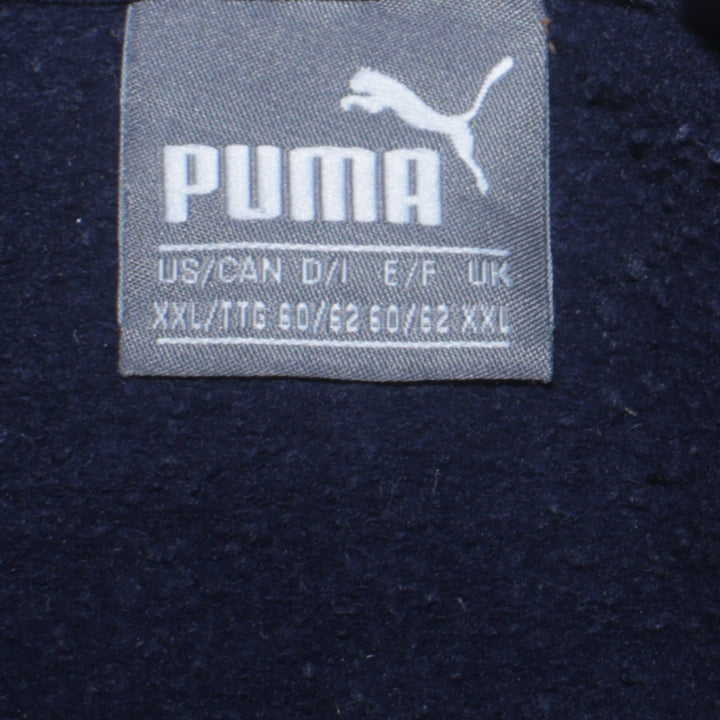 PUMA
US/CAN D/I E/F UK
XXL/TTG 60/62 60/62 XXL